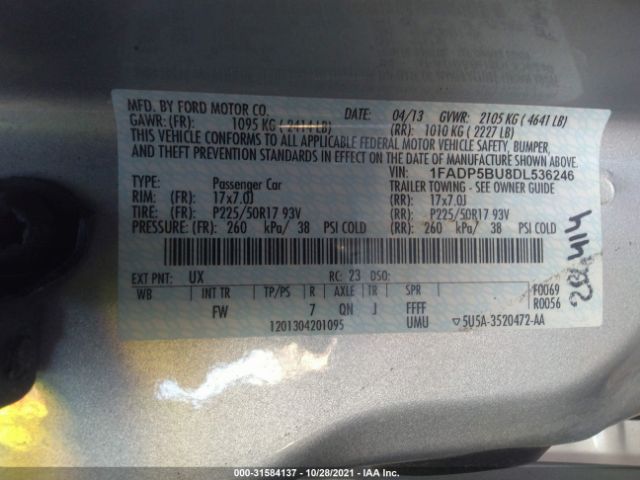 MFD. BY FORD MOTOR CO.
DATE: 04/13 GVWR: 2105 KG ( 4641 LB)
GAWR: (FR): 1095 KG ( 2414 LB)
(RR): 1010 KG ( 2227 LB)
THIS VEHICLE CONFORMS TO ALL APPLICABLE FEDERAL MOTOR VEHICLE SAFETY, BUMPER,
AND THEFT PREVENTION STANDARDS IN EFFECT ON THE DATE OF MANUFACTURE SHOWN ABOVE.
VIN: 1FADP5BU8DL536246
TYPE: Passenger Car
TRAILER TOWING - SEE OWNER GUIDE
RIM: (FR): 17x7.0J (RR): 17x7.0J
TIRE: (FR): P225/50R17 93V (RR): P225/50R17 93V
PRESSURE: (FR): 260 kPa/ 38 PSI COLD (RR): 260 kPa/ 38 PSI COLD
EXT PNT: UX RC: 23 DSO:
F0069
R0056
WB INT TR TP/PS R AXLE TR SPR
FW 7 QN J FFFF
1201304201095 UMU ▽5U5A-3520472-AA
000-31584137 - 10/28/2021 - IAA Inc.